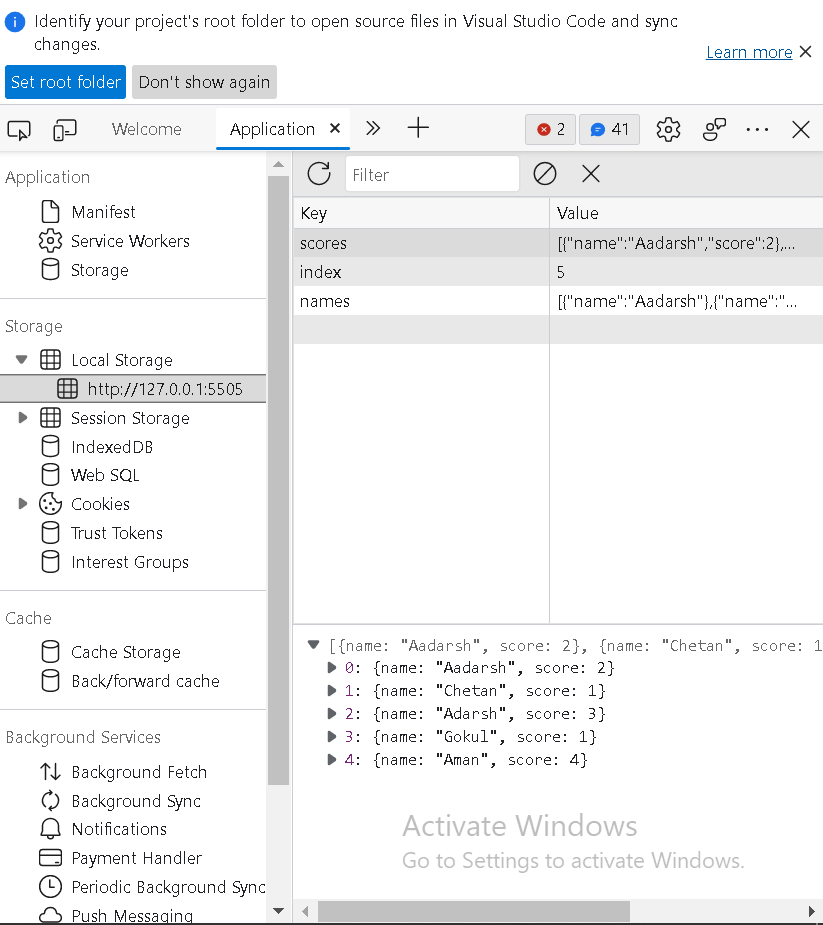 Identify your project's root folder to open source files in Visual Studio Code and sync
changes.
Learn more
Set root folder
Don't show again
Welcome
Application
2
41
Application
Manifest
Service Workers
Storage
Storage
Local Storage
http://127.0.0.1:5505
Session Storage
IndexedDB
Web SQL
Cookies
Trust Tokens
Interest Groups
Cache
Cache Storage
Back/forward cache
Background Services
Background Fetch
Background Sync
Notifications
Payment Handler
Periodic Background Sync
Push Messaging
Filter
Key Value
scores [{"name":"Aadarsh","score":2},...
index 5
names [{"name":"Aadarsh"},{"name":"...
[{name: "Aadarsh", score: 2}, {name: "Chetan", score: 1
0: {name: "Aadarsh", score: 2}
1: {name: "Chetan", score: 1}
2: {name: "Adarsh", score: 3}
3: {name: "Gokul", score: 1}
4: {name: "Aman", score: 4}
Activate Windows
Go to Settings to activate Windows.